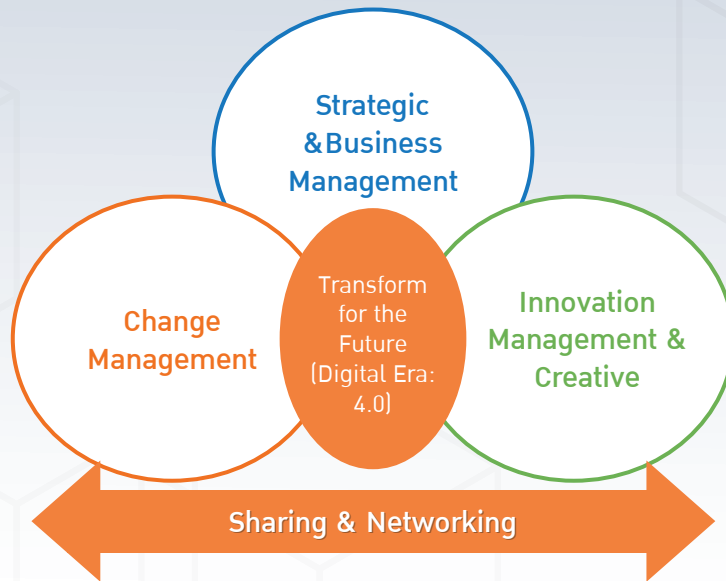 Strategic
&Business
Management
Change
Management
Transform
for the
Future
(Digital Era:
4.0)
Innovation
Management &
Creative
Sharing & Networking